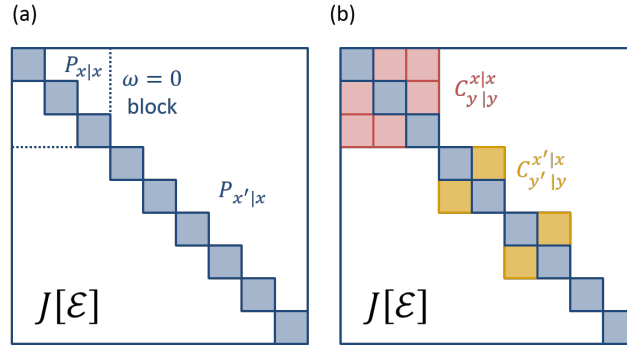 (a)
(b)
P_{x|x}
ω = 0
block
P_{x'|x}
J[ℰ]
C^{x|x}_{y|y}
C^{x'|x}_{y'|y}
J[ℰ]